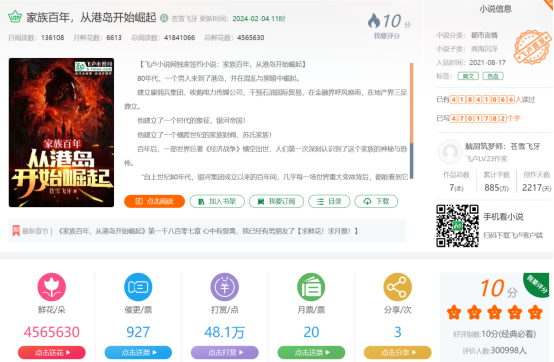 家族百年，从港岛开始崛起 苍雪飞牙 更新时间：2024-02-04 11时
月阅读数：136108 月鲜花数：6613 总阅读数：41841066 总鲜花数：4565630
10分
我要评分
飞卢小说网
家族百年
从港岛
开始崛起
苍雪飞牙
【飞卢小说网独家签约小说：家族百年，从港岛开始崛起】
80年代，一个男人来到了港岛，并在混乱与黑暗中崛起。
建立雇佣兵集团，收购电力传媒公司，干预石油国际贸易，在金融界呼风唤雨，在地产界三足
鼎立。
他建立了一个时代的象征，银河帝国！
他建立了一个横跨世纪的家族财阀，苏氏家族！
百年后，一部世界巨著《经济战争》横空出世，人们第一次深刻认识到了这个家族的神秘与恐
怖。
“自上世纪80年代，银河集团成立以来的百年间，几乎每一场世界重大变故背后，都能看到它
点击阅读 加入书架 我要订阅 目录 下载
最新章节 | 《家族百年，从港岛开始崛起》第一千八百零七章 心中有督离，我已经有男朋友了【求鲜花！求月票！】
小说信息
小说分类：都市言情
小说子类：商海沉浮
入站时间：2021-08-17
标签：爽文 热血
已有41841066人读过
已写4701782个字
脑洞筑梦师：苍雪飞牙
飞卢LV23作家
作品总数 累计字数 创作天数
7(本) 885(万) 2217(天)
手机看小说
扫码下载飞卢客户端
鲜花/朵 催更/票 打赏/点 月票/票 分享/次
4565630 927 48.1万 20 3
点击送花 点击送票 点击打赏 点击送票 点击分享
10分
我要评分
好评指数：10分(经典必看)
评价人数：300998人